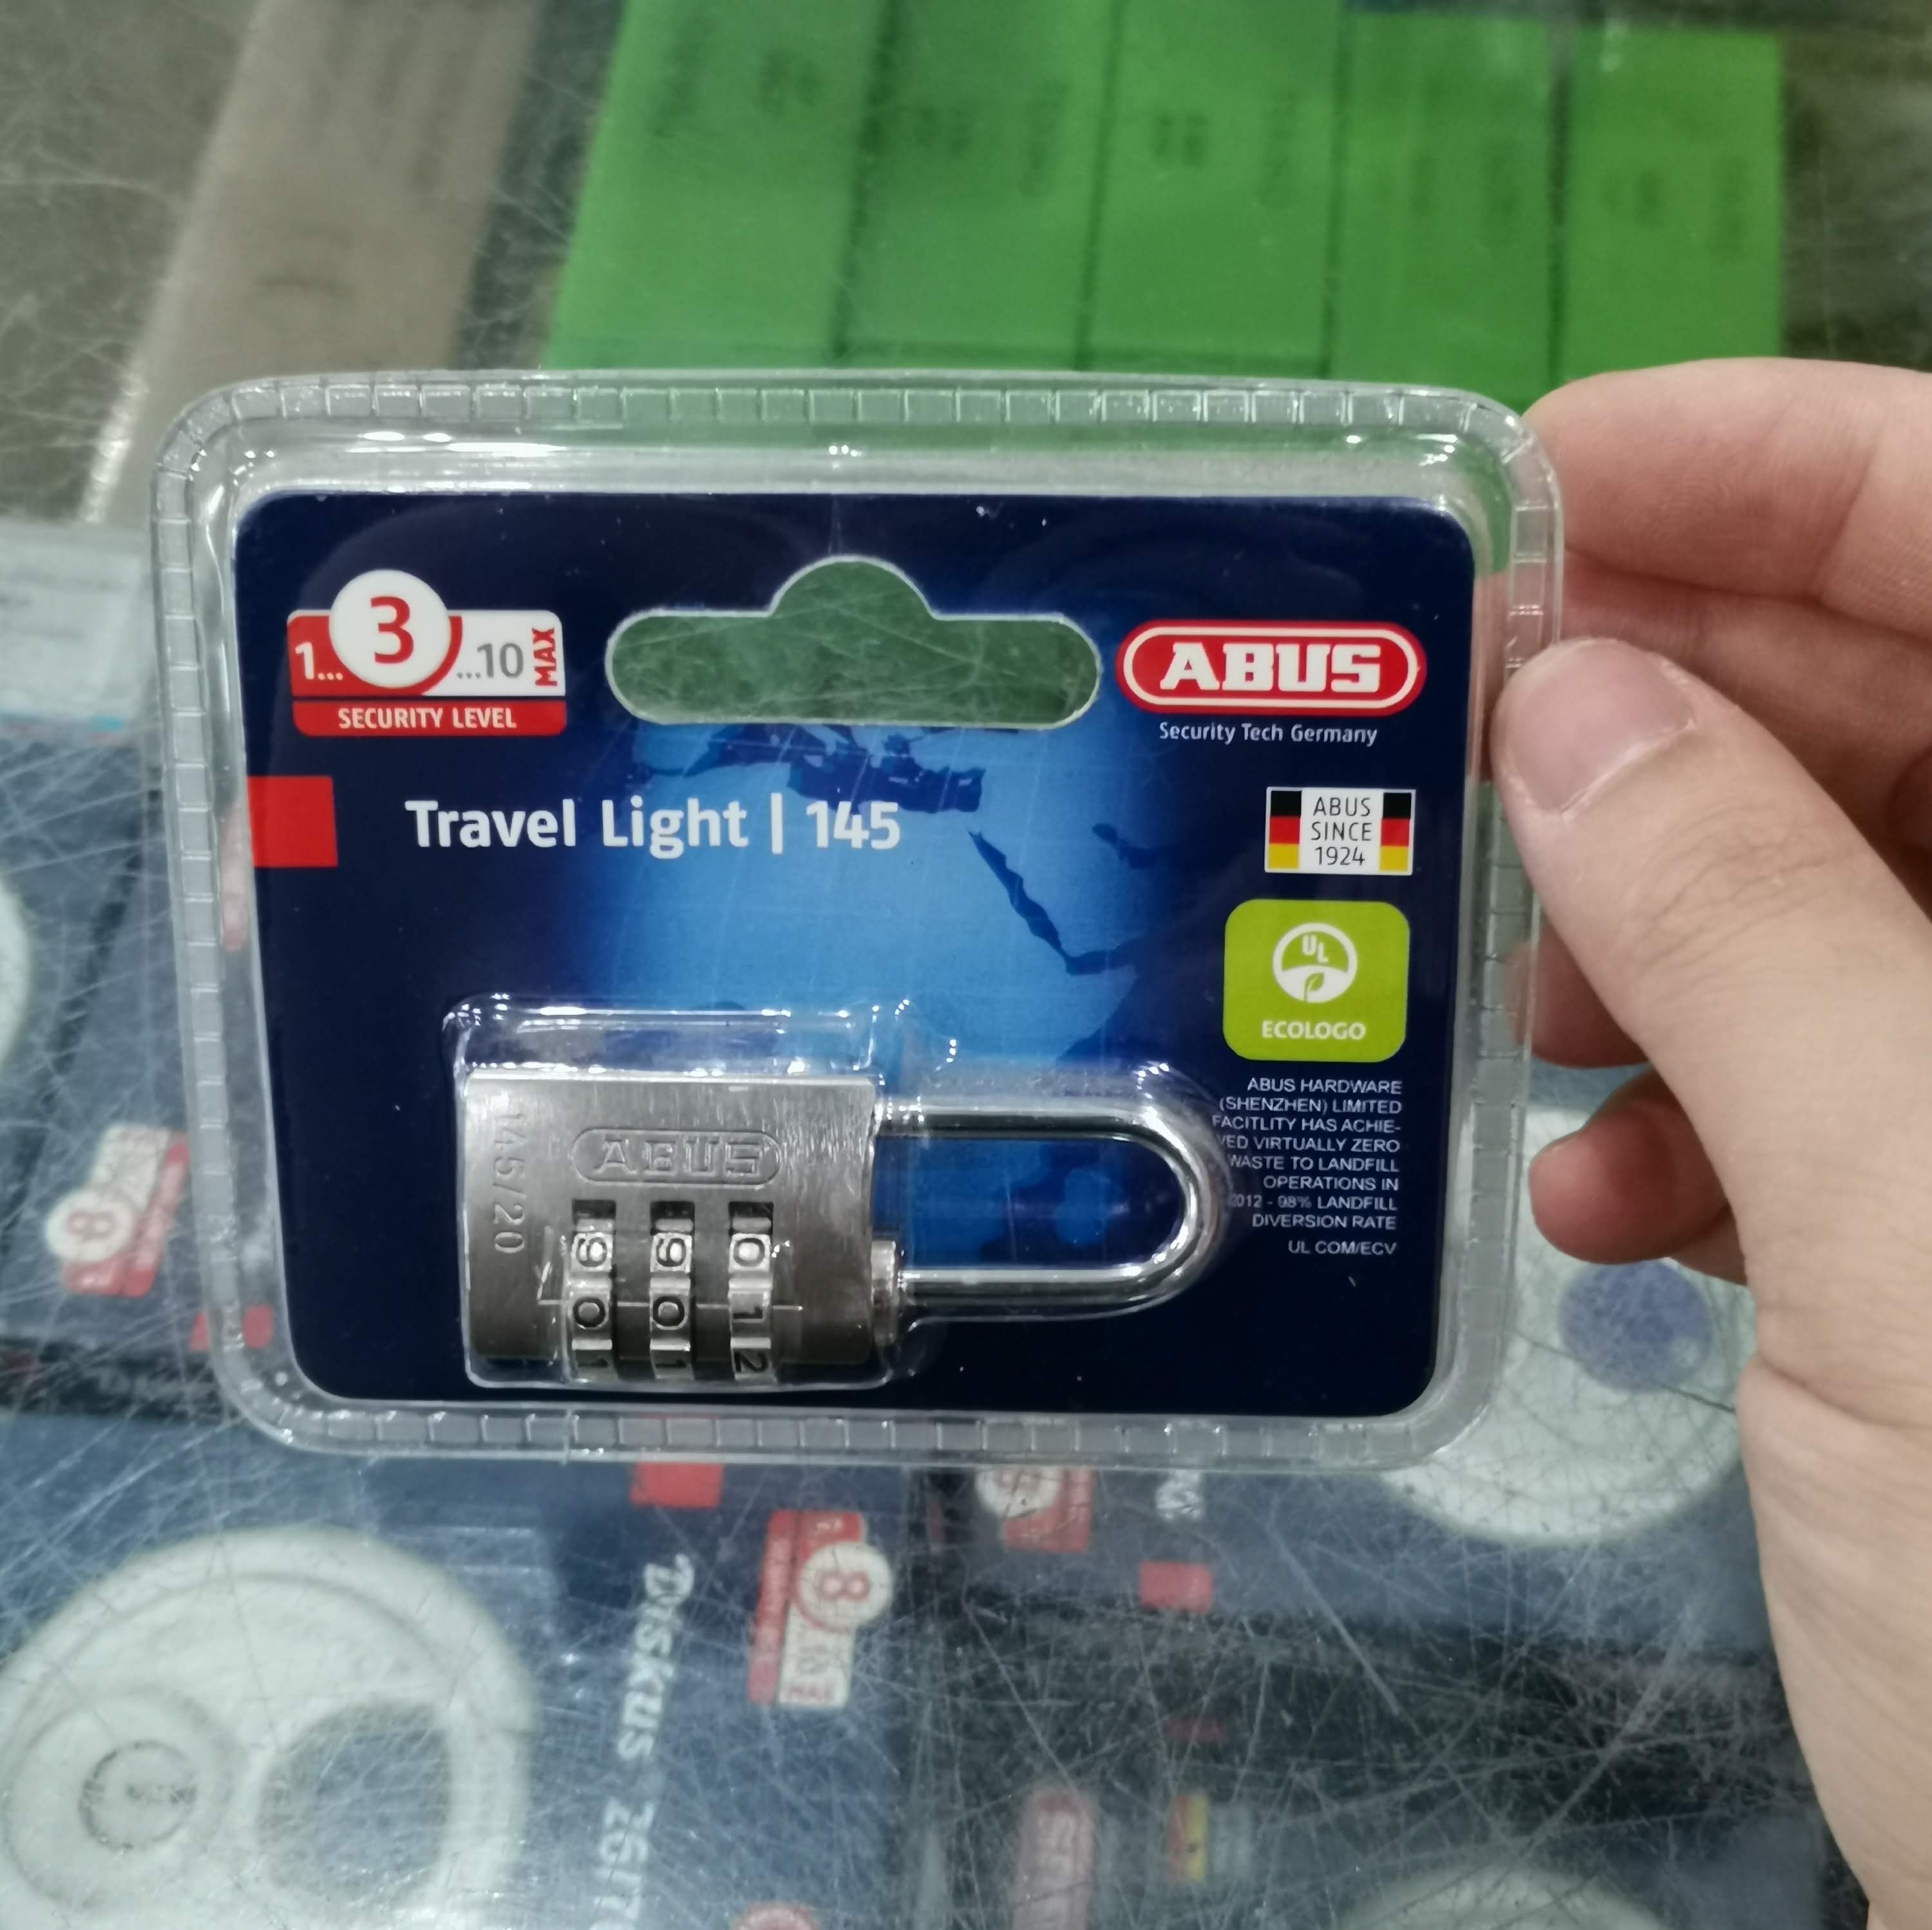 1... 3 ...10 MAX
SECURITY LEVEL
ABUS
Security Tech Germany
Travel Light | 145
ABUS
SINCE
1924
UL
ECOLOGO
ABUS HARDWARE
(SHENZHEN) LIMITED
FACITLITY HAS ACHIE-
VED VIRTUALLY ZERO
WASTE TO LANDFILL
OPERATIONS IN
2012 - 98% LANDFILL
DIVERSION RATE
UL COM/ECV
145/20
ABUS
9 9 0
0 0 1
1 1 2
8
8
Diskus